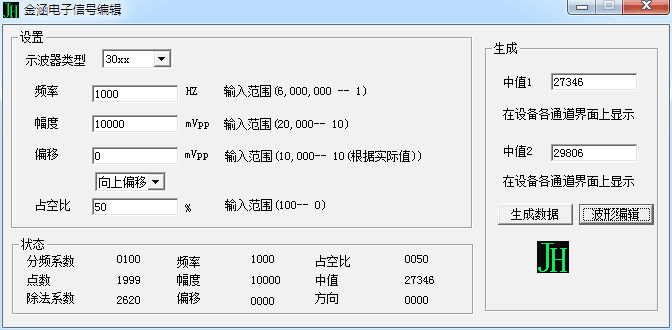 金涵电子信号编辑
设置
示波器类型 30xx
频率 1000 HZ 输入范围(6,000,000 -- 1)
幅度 10000 mVpp 输入范围(20,000-- 10)
偏移 0 mVpp 输入范围(10,000-- 10(根据实际值))
向上偏移
占空比 50 % 输入范围(100-- 0)
生成
中值1 27346
在设备各通道界面上显示
中值2 29806
在设备各通道界面上显示
生成数据 波形编辑
JH
状态
分频系数 0100 频率 1000 占空比 0050
点数 1999 幅度 10000 中值 27346
除法系数 2620 偏移 0000 方向 0000